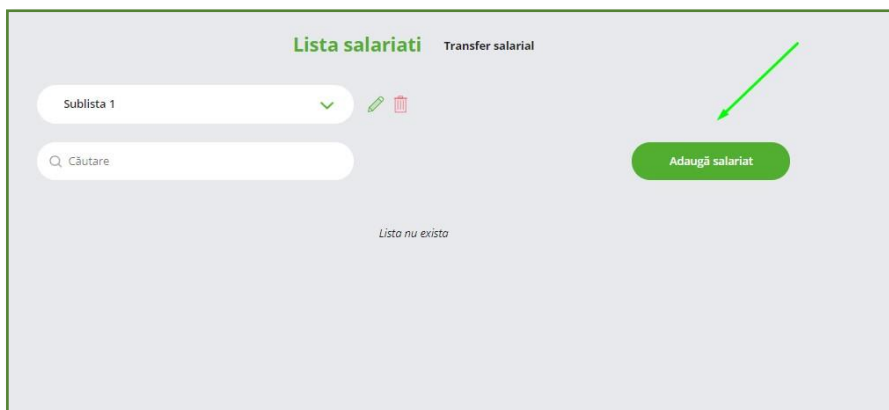 Lista salariati
Transfer salarial
Sublista 1
Căutare
Adaugă salariat
Lista nu exista